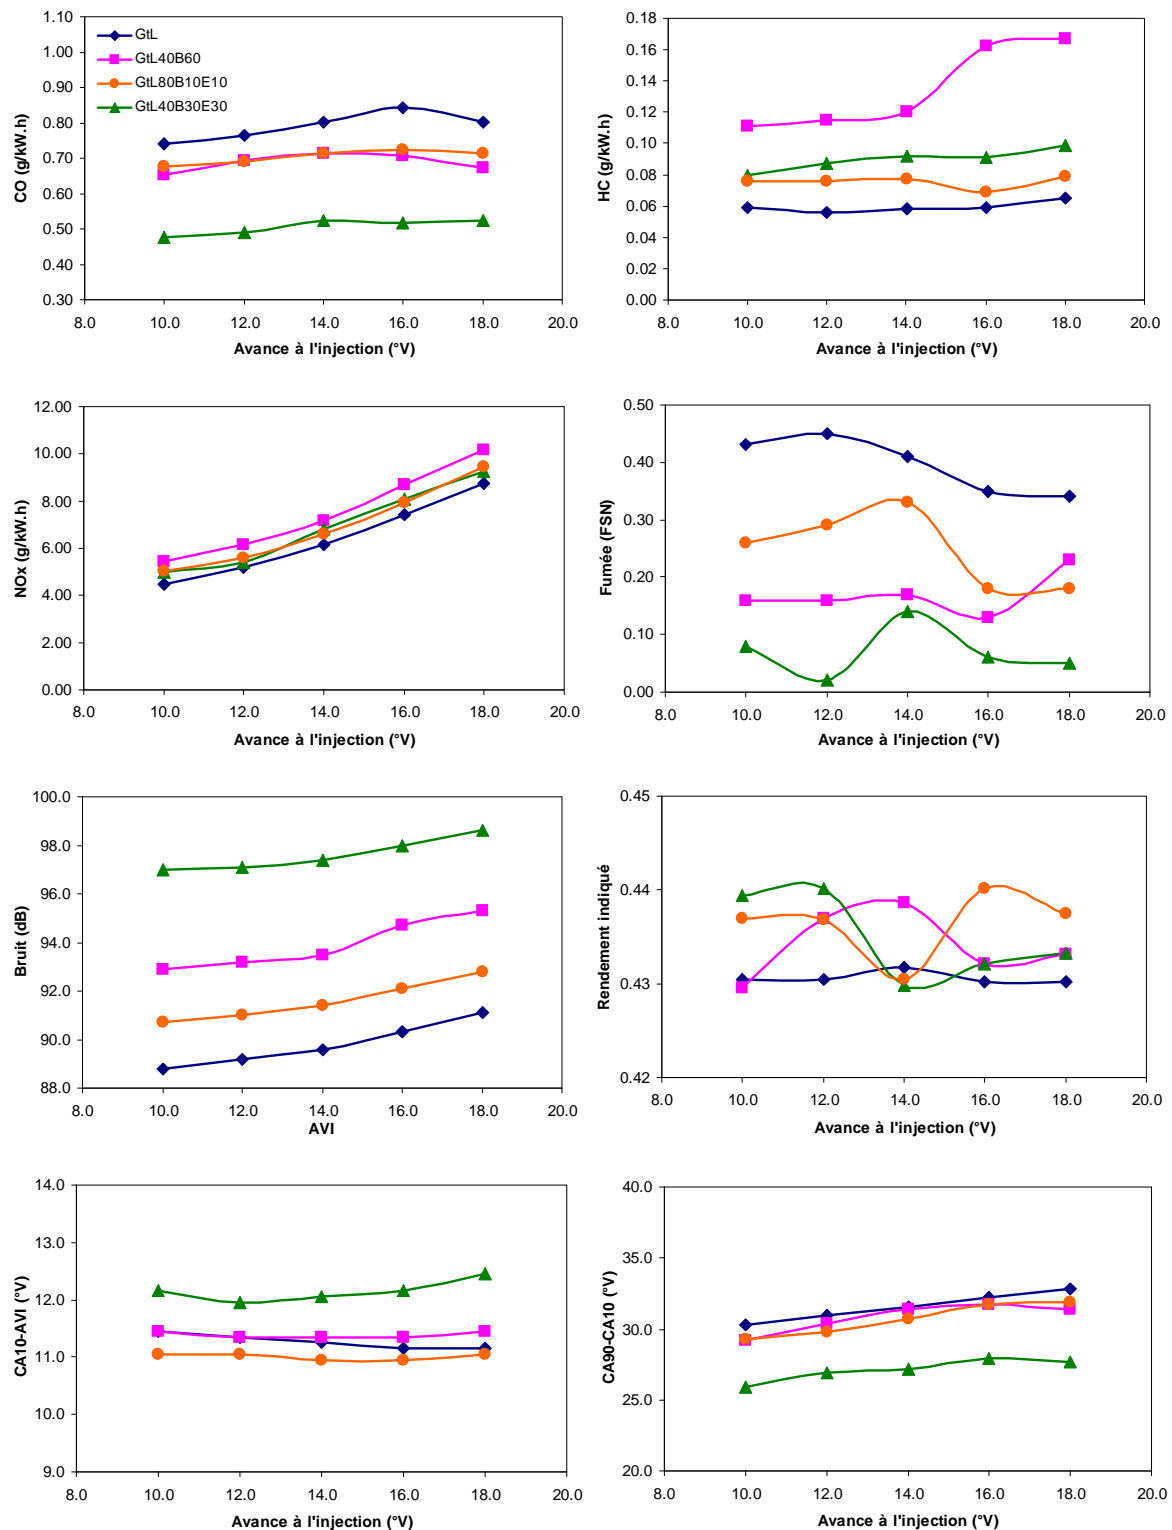 1.10
1.00
0.90
0.80
0.70
0.60
0.50
0.40
0.30
8.0 10.0 12.0 14.0 16.0 18.0 20.0
CO (g/kW.h)
Avance à l'injection (°V)
GtL
GtL40B60
GtL80B10E10
GtL40B30E30
0.18
0.16
0.14
0.12
0.10
0.08
0.06
0.04
0.02
0.00
8.0 10.0 12.0 14.0 16.0 18.0 20.0
HC (g/kW.h)
Avance à l'injection (°V)
12.00
10.00
8.00
6.00
4.00
2.00
0.00
8.0 10.0 12.0 14.0 16.0 18.0 20.0
NOx (g/kW.h)
Avance à l'injection (°V)
0.50
0.40
0.30
0.20
0.10
0.00
8.0 10.0 12.0 14.0 16.0 18.0 20.0
Fumée (FSN)
Avance à l'injection (°V)
100.0
98.0
96.0
94.0
92.0
90.0
88.0
8.0 10.0 12.0 14.0 16.0 18.0 20.0
Bruit (dB)
AVI
0.45
0.44
0.43
0.42
8.0 10.0 12.0 14.0 16.0 18.0 20.0
Rendement indiqué
Avance à l'injection (°V)
14.0
13.0
12.0
11.0
10.0
9.0
8.0 10.0 12.0 14.0 16.0 18.0 20.0
CA10-AVI (°V)
Avance à l'injection (°V)
40.0
35.0
30.0
25.0
20.0
8.0 10.0 12.0 14.0 16.0 18.0 20.0
CA90-CA10 (°V)
Avance à l'injection (°V)